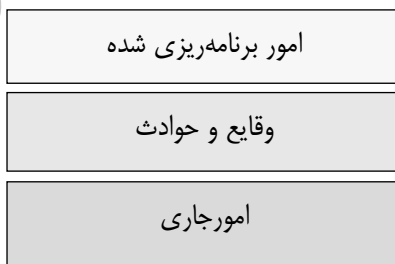 امور برنامه‌ریزی شده
وقایع و حوادث
امورجاری